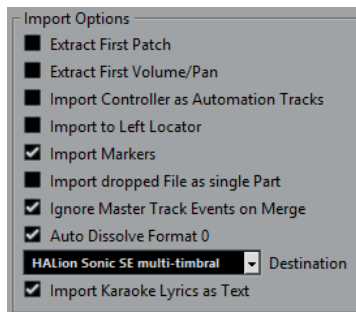 Import Options
Extract First Patch
Extract First Volume/Pan
Import Controller as Automation Tracks
Import to Left Locator
Import Markers
Import dropped File as single Part
Ignore Master Track Events on Merge
Auto Dissolve Format 0
HALion Sonic SE multi-timbral Destination
Import Karaoke Lyrics as Text